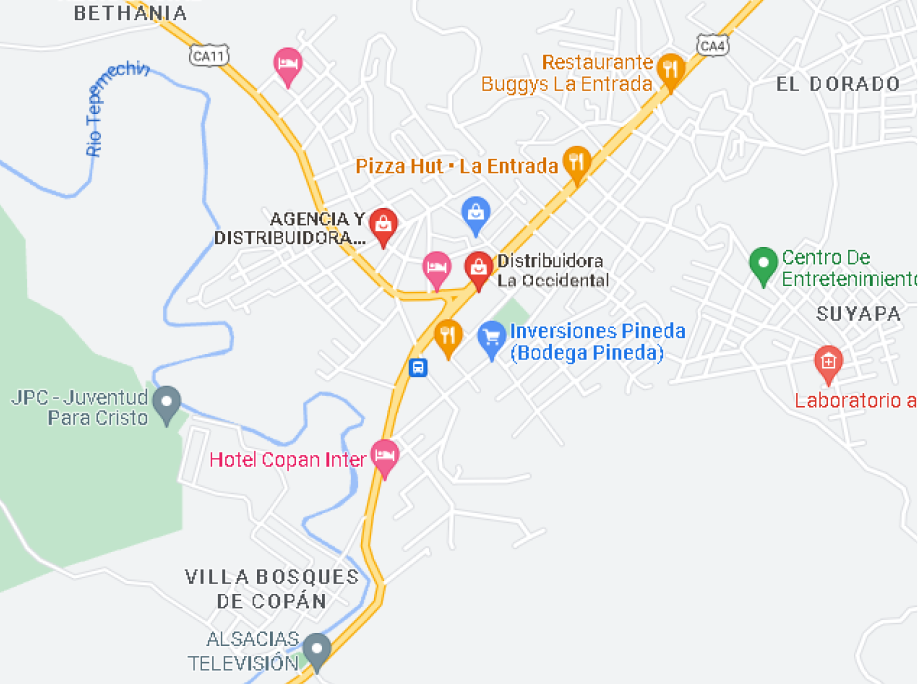 BETHANIA
CA11
CA4
Restaurante
Buggys La Entrada
EL DORADO
Rio Tepemechin
Pizza Hut • La Entrada
AGENCIA Y
DISTRIBUIDORA...
Distribuidora
La Occidental
Centro De
Entretenimiento
SUYAPA
Inversiones Pineda
(Bodega Pineda)
JPC - Juventud
Para Cristo
Laboratorio a
Hotel Copan Inter
VILLA BOSQUES
DE COPÁN
ALSACIAS
TELEVISIÓN